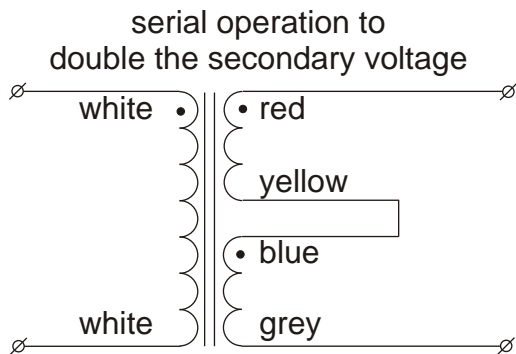 serial operation to
double the secondary voltage
white red
yellow
blue
white grey